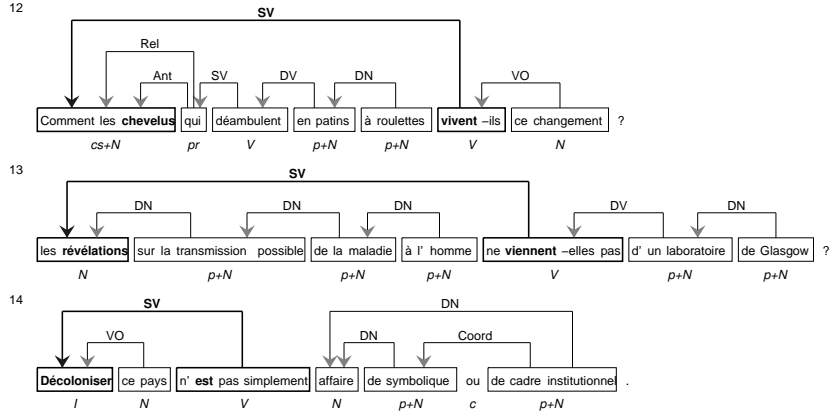 12
SV
Rel
Ant SV DV DN VO
Comment les chevelus qui déambulent en patins à roulettes vivent –ils ce changement ?
cs+N pr V p+N p+N V N
13
SV
DN DN DN DV DN
les révélations sur la transmission possible de la maladie à l' homme ne viennent –elles pas d' un laboratoire de Glasgow ?
N p+N p+N p+N V p+N p+N
14
SV DN
VO DN Coord
Décoloniser ce pays n' est pas simplement affaire de symbolique ou de cadre institutionnel .
I N V N p+N c p+N